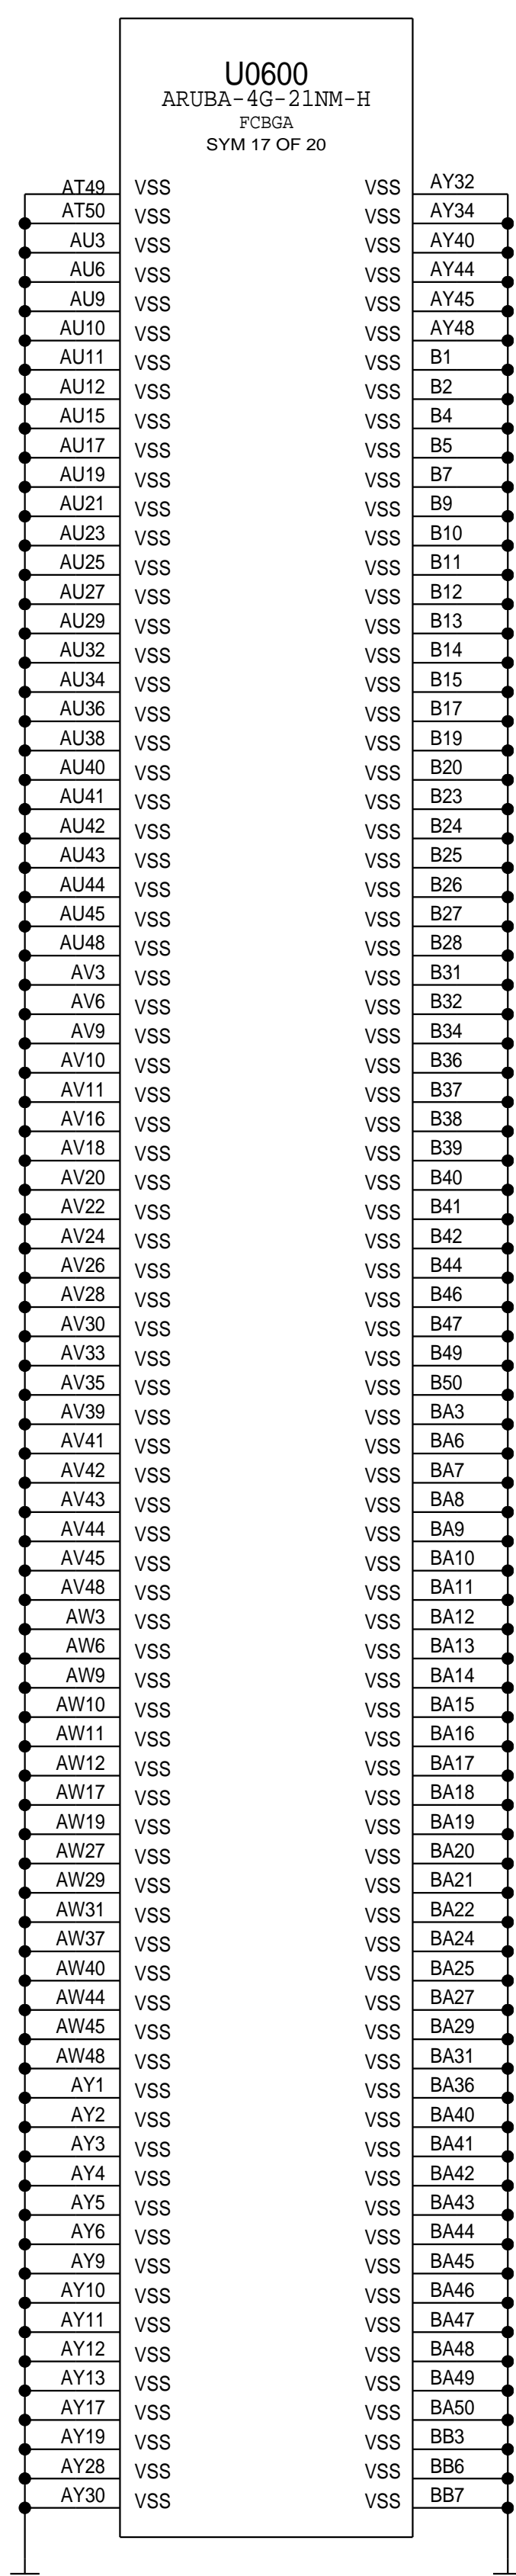 U0600
ARUBA-4G-21NM-H
FCBGA
SYM 17 OF 20
AT49 VSS VSS AY32
AT50 VSS VSS AY34
AU3 VSS VSS AY40
AU6 VSS VSS AY44
AU9 VSS VSS AY45
AU10 VSS VSS AY48
AU11 VSS VSS B1
AU12 VSS VSS B2
AU15 VSS VSS B4
AU17 VSS VSS B5
AU19 VSS VSS B7
AU21 VSS VSS B9
AU23 VSS VSS B10
AU25 VSS VSS B11
AU27 VSS VSS B12
AU29 VSS VSS B13
AU32 VSS VSS B14
AU34 VSS VSS B15
AU36 VSS VSS B17
AU38 VSS VSS B19
AU40 VSS VSS B20
AU41 VSS VSS B23
AU42 VSS VSS B24
AU43 VSS VSS B25
AU44 VSS VSS B26
AU45 VSS VSS B27
AU48 VSS VSS B28
AV3 VSS VSS B31
AV6 VSS VSS B32
AV9 VSS VSS B34
AV10 VSS VSS B36
AV11 VSS VSS B37
AV16 VSS VSS B38
AV18 VSS VSS B39
AV20 VSS VSS B40
AV22 VSS VSS B41
AV24 VSS VSS B42
AV26 VSS VSS B44
AV28 VSS VSS B46
AV30 VSS VSS B47
AV33 VSS VSS B49
AV35 VSS VSS B50
AV39 VSS VSS BA3
AV41 VSS VSS BA6
AV42 VSS VSS BA7
AV43 VSS VSS BA8
AV44 VSS VSS BA9
AV45 VSS VSS BA10
AV48 VSS VSS BA11
AW3 VSS VSS BA12
AW6 VSS VSS BA13
AW9 VSS VSS BA14
AW10 VSS VSS BA15
AW11 VSS VSS BA16
AW12 VSS VSS BA17
AW17 VSS VSS BA18
AW19 VSS VSS BA19
AW27 VSS VSS BA20
AW29 VSS VSS BA21
AW31 VSS VSS BA22
AW37 VSS VSS BA24
AW40 VSS VSS BA25
AW44 VSS VSS BA27
AW45 VSS VSS BA29
AW48 VSS VSS BA31
AY1 VSS VSS BA36
AY2 VSS VSS BA40
AY3 VSS VSS BA41
AY4 VSS VSS BA42
AY5 VSS VSS BA43
AY6 VSS VSS BA44
AY9 VSS VSS BA45
AY10 VSS VSS BA46
AY11 VSS VSS BA47
AY12 VSS VSS BA48
AY13 VSS VSS BA49
AY17 VSS VSS BA50
AY19 VSS VSS BB3
AY28 VSS VSS BB6
AY30 VSS VSS BB7